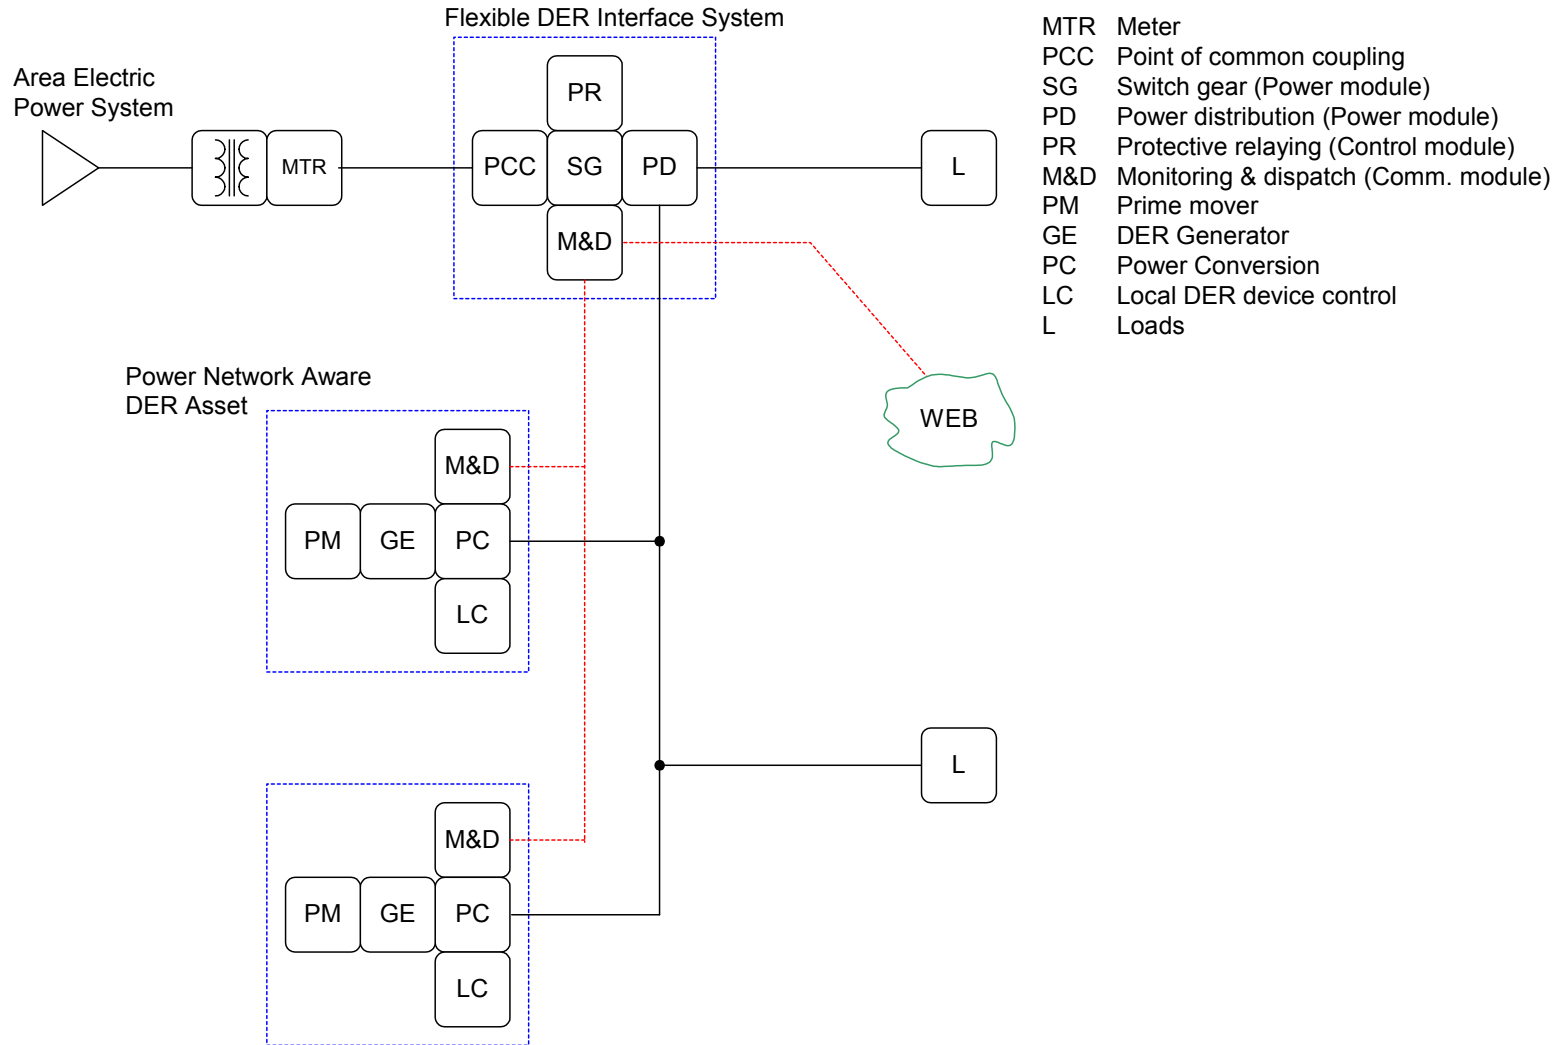 Flexible DER Interface System
Area Electric
Power System
MTR
PR
PCC
SG
PD
M&D
L
MTR Meter
PCC Point of common coupling
SG Switch gear (Power module)
PD Power distribution (Power module)
PR Protective relaying (Control module)
M&D Monitoring & dispatch (Comm. module)
PM Prime mover
GE DER Generator
PC Power Conversion
LC Local DER device control
L Loads
WEB
Power Network Aware
DER Asset
M&D
PM
GE
PC
LC
L
M&D
PM
GE
PC
LC